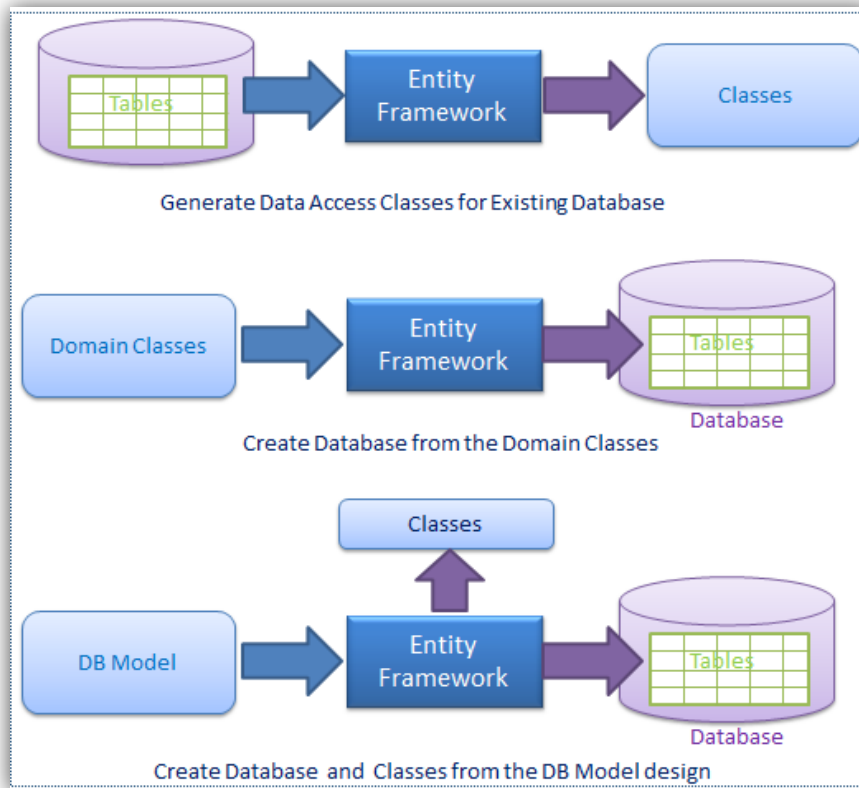 Tables
Entity
Framework
Classes
Generate Data Access Classes for Existing Database
Domain Classes
Entity
Framework
Tables
Database
Create Database from the Domain Classes
Classes
DB Model
Entity
Framework
Tables
Database
Create Database and Classes from the DB Model design